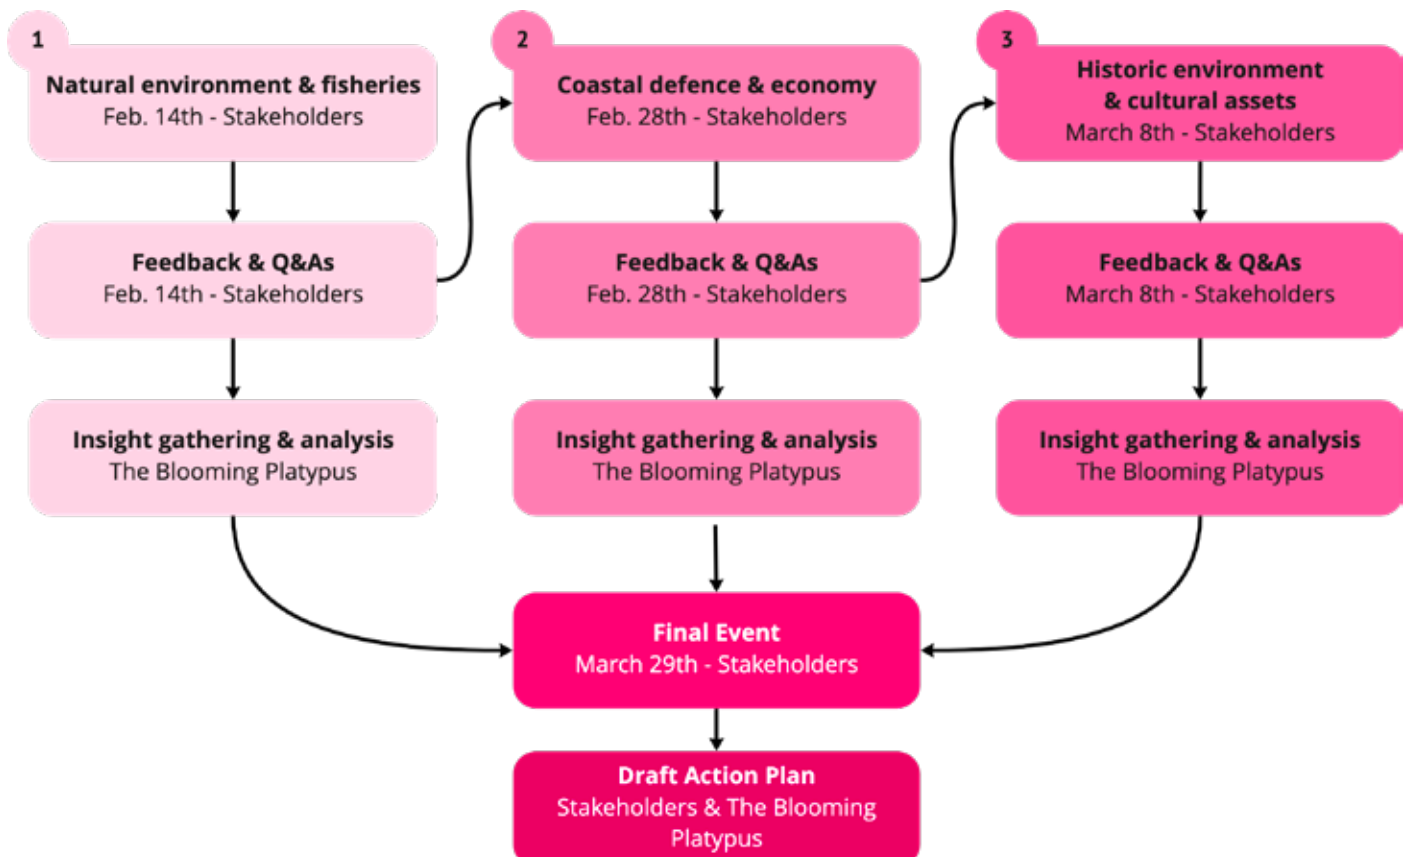 1
Natural environment & fisheries
Feb. 14th - Stakeholders
Feedback & Q&As
Feb. 14th - Stakeholders
Insight gathering & analysis
The Blooming Platypus
2
Coastal defence & economy
Feb. 28th - Stakeholders
Feedback & Q&As
Feb. 28th - Stakeholders
Insight gathering & analysis
The Blooming Platypus
3
Historic environment
& cultural assets
March 8th - Stakeholders
Feedback & Q&As
March 8th - Stakeholders
Insight gathering & analysis
The Blooming Platypus
Final Event
March 29th - Stakeholders
Draft Action Plan
Stakeholders & The Blooming
Platypus